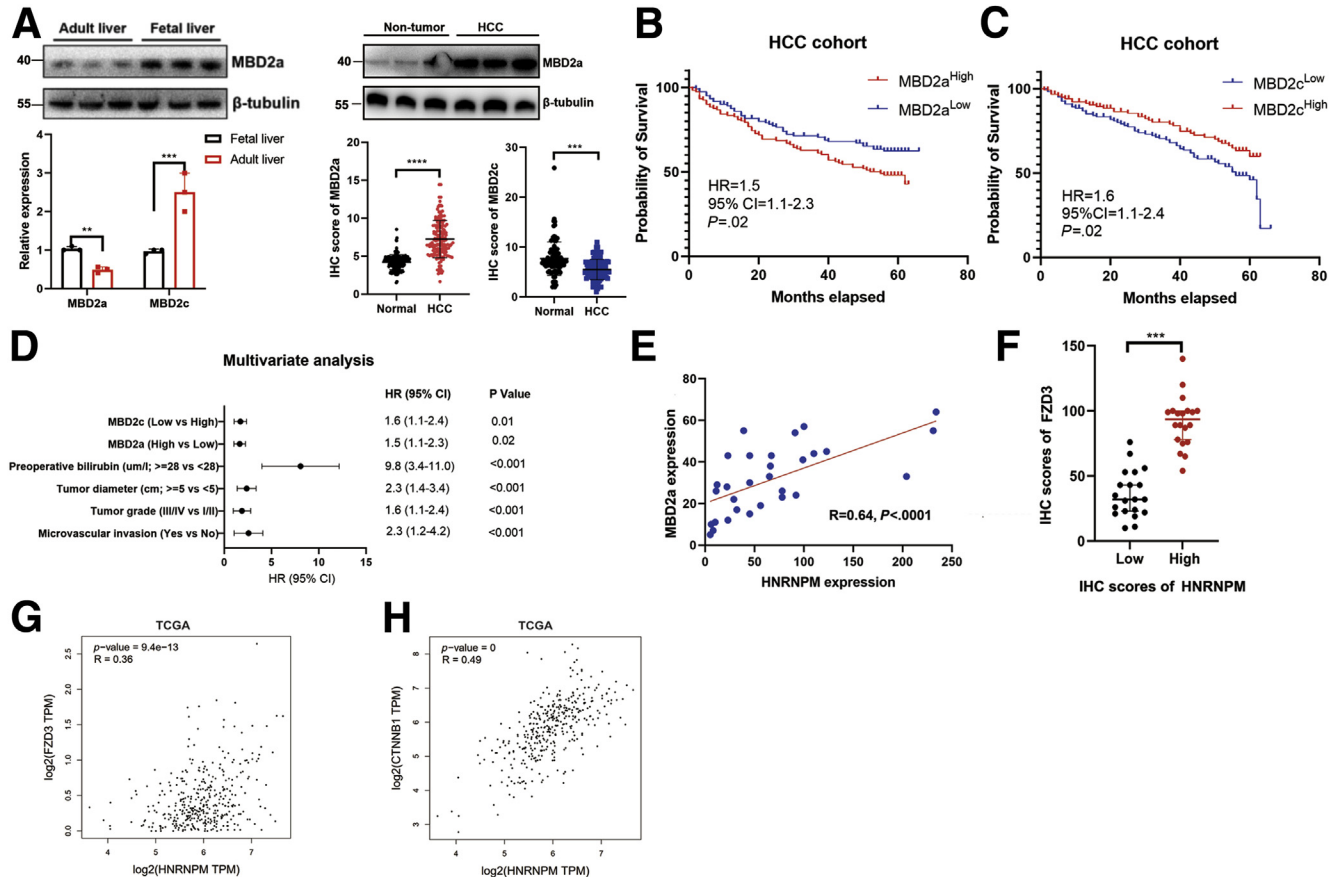 A
Adult liver Fetal liver
40
MBD2a
55
β-tubulin
Non-tumor HCC
40
MBD2a
55
β-tubulin
Relative expression
4
3
2
1
0
Fetal liver
Adult liver
**
***
MBD2a MBD2c
IHC score of MBD2a
20
15
10
5
0
****
Normal HCC
IHC score of MBD2c
30
20
10
0
***
Normal HCC
B
HCC cohort
Probability of Survival
100
75
50
25
0
MBD2aHigh
MBD2aLow
HR=1.5
95% CI=1.1-2.3
P=.02
0 20 40 60 80
Months elapsed
C
HCC cohort
Probability of Survival
100
75
50
25
0
MBD2cLow
MBD2cHigh
HR=1.6
95%CI=1.1-2.4
P=.02
0 20 40 60 80
Months elapsed
D
Multivariate analysis
HR (95% CI) P Value
MBD2c (Low vs High) 1.6 (1.1-2.4) 0.01
MBD2a (High vs Low) 1.5 (1.1-2.3) 0.02
Preoperative bilirubin (um/l; >=28 vs <28) 9.8 (3.4-11.0) <0.001
Tumor diameter (cm; >=5 vs <5) 2.3 (1.4-3.4) <0.001
Tumor grade (III/IV vs I/II) 1.6 (1.1-2.4) <0.001
Microvascular invasion (Yes vs No) 2.3 (1.2-4.2) <0.001
0 5 10 15
HR (95% CI)
E
MBD2a expression
80
60
40
20
0
R=0.64, P<.0001
0 50 100 150 200 250
HNRNPM expression
F
IHC scores of FZD3
150
100
50
0
***
Low High
IHC scores of HNRNPM
G
TCGA
p-value = 9.4e-13
R = 0.36
log2(FZD3 TPM)
2.5
2.0
1.5
1.0
0.5
0.0
4 5 6 7
log2(HNRNPM TPM)
H
TCGA
p-value = 0
R = 0.49
log2(CTNNB1 TPM)
8
7
6
5
4
3
4 5 6 7
log2(HNRNPM TPM)